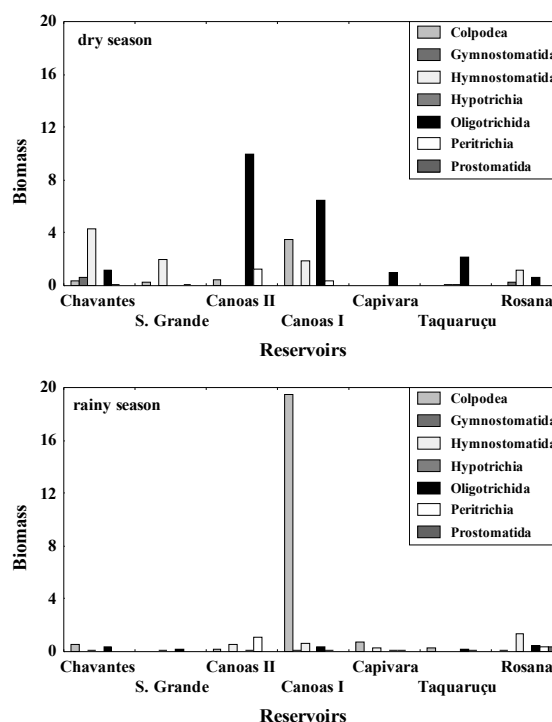 20
16
12
8
4
0
Biomass
dry season
Colpodea
Gymnostomatida
Hymnostomatida
Hypotrichia
Oligotrichida
Peritrichia
Prostomatida
Chavantes
S. Grande
Canoas II
Canoas I
Capivara
Taquaruçu
Rosana
Reservoirs
20
16
12
8
4
0
Biomass
rainy season
Colpodea
Gymnostomatida
Hymnostomatida
Hypotrichia
Oligotrichida
Peritrichia
Prostomatida
Chavantes
S. Grande
Canoas II
Canoas I
Capivara
Taquaruçu
Rosana
Reservoirs